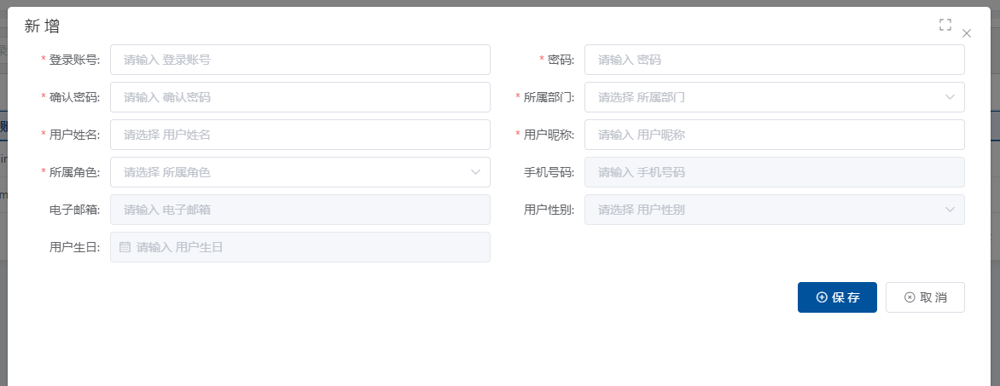 新 增
* 登录账号: 请输入 登录账号 * 密码: 请输入 密码
* 确认密码: 请输入 确认密码 * 所属部门: 请选择 所属部门
* 用户姓名: 请选择 用户姓名 * 用户昵称: 请输入 用户昵称
* 所属角色: 请选择 所属角色 手机号码: 请输入 手机号码
电子邮箱: 请输入 电子邮箱 用户性别: 请选择 用户性别
用户生日: 请输入 用户生日
保 存 取 消